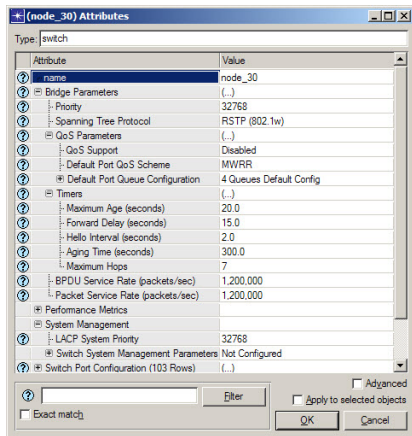 (node_30) Attributes
Type: switch
Attribute Value
name node_30
Bridge Parameters (...)
Priority 32768
Spanning Tree Protocol RSTP (802.1w)
QoS Parameters (...)
QoS Support Disabled
Default Port QoS Scheme MWRR
Default Port Queue Configuration 4 Queues Default Config
Timers (...)
Maximum Age (seconds) 20.0
Forward Delay (seconds) 15.0
Hello Interval (seconds) 2.0
Aging Time (seconds) 300.0
Maximum Hops 7
BPDU Service Rate (packets/sec) 1,200,000
Packet Service Rate (packets/sec) 1,200,000
Performance Metrics
System Management
LACP System Priority 32768
Switch System Management Parameters Not Configured
Switch Port Configuration (103 Rows) (...)
Advanced
Filter
Apply to selected objects
Exact match
OK Cancel